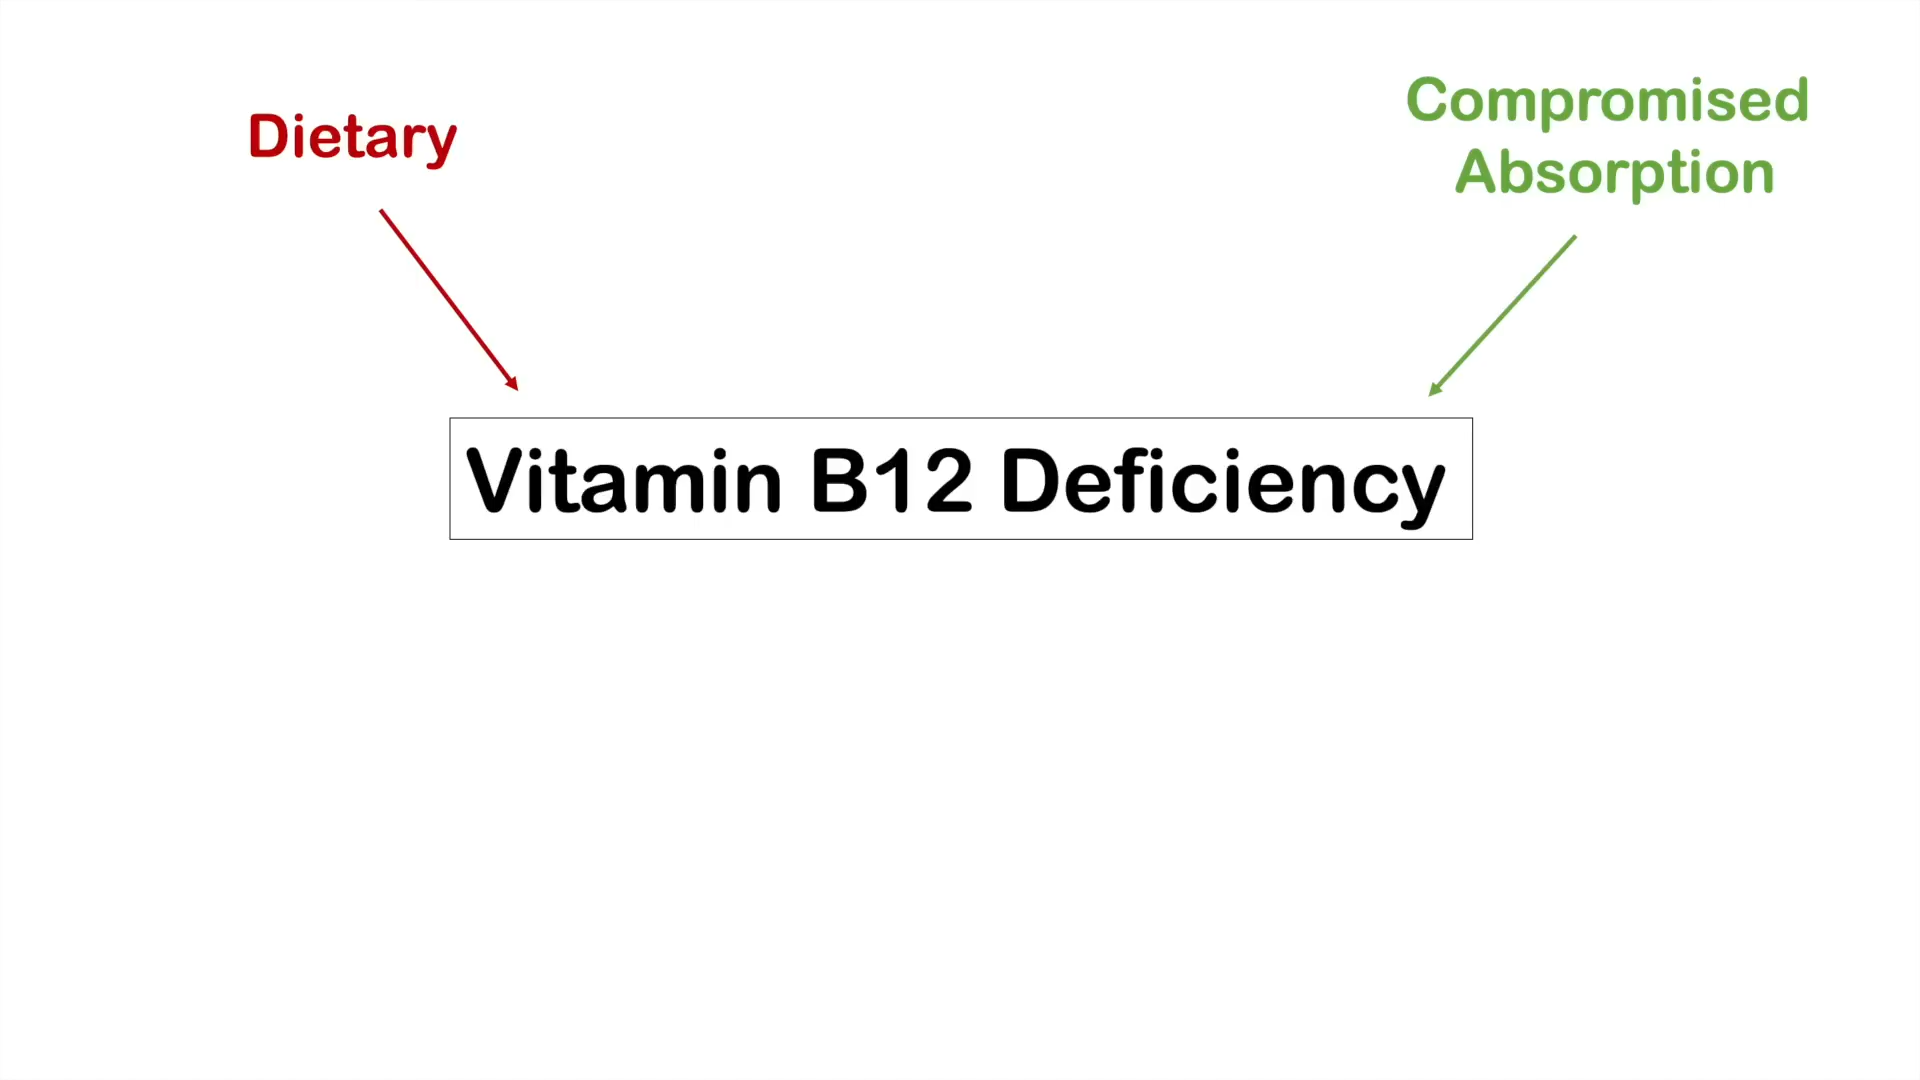 Dietary
Compromised
Absorption
Vitamin B12 Deficiency